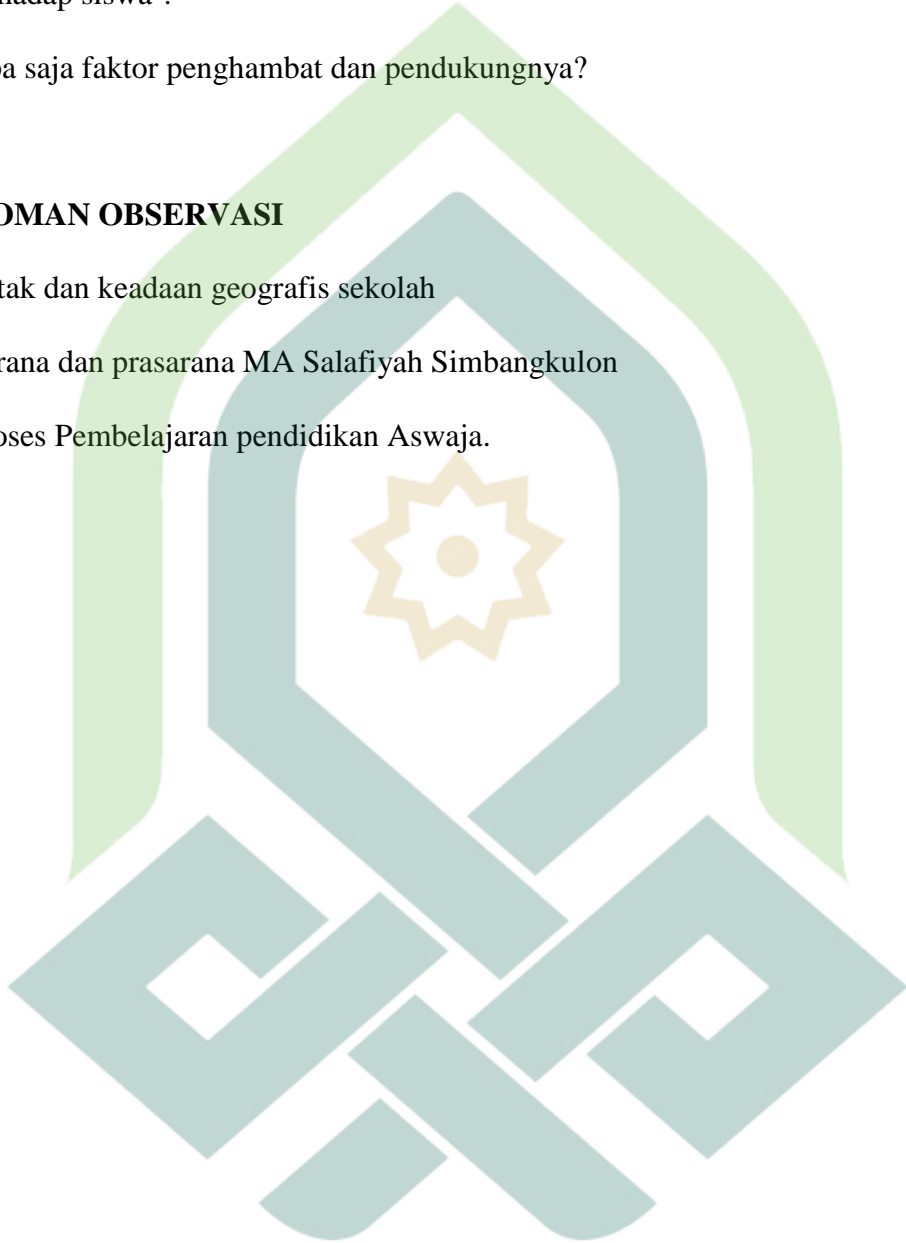 hadap siswa ?
a saja faktor penghambat dan pendukungnya?
OMAN OBSERVASI
tak dan keadaan geografis sekolah
rana dan prasarana MA Salafiyah Simbangkulon
oses Pembelajaran pendidikan Aswaja.